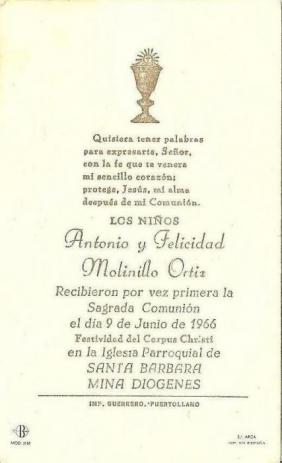 Quisiera tener palabras
para expresarte, Señor,
con la fe que te venera
mi sencillo corazón;
protege, Jesús, mi alma
después de mi Comunión.
LOS NIÑOS
Antonio y Felicidad
Molinillo Ortiz
Recibieron por vez primera la
Sagrada Comunión
el día 9 de Junio de 1966
Festividad del Corpus Christi
en la Iglesia Parroquial de
SANTA BARBARA
MINA DIOGENES
IMP. GUERRERO.-PUERTOLLANO
B